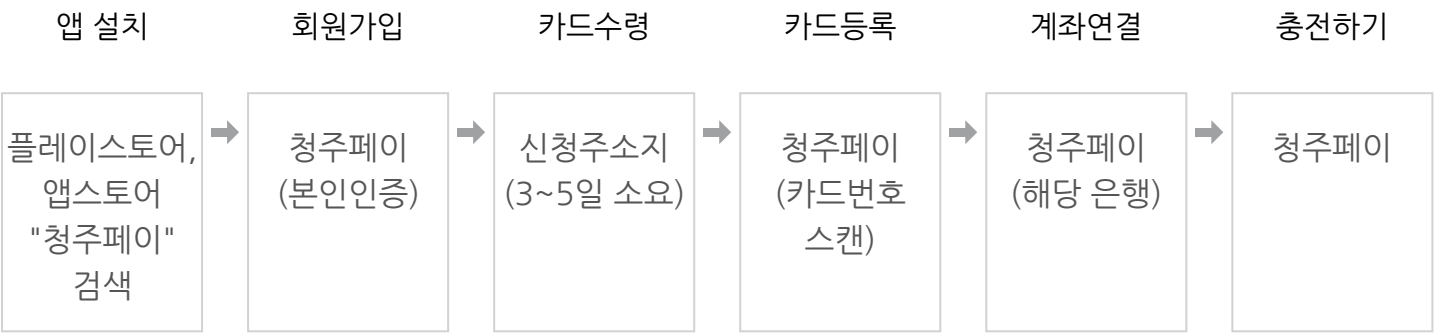 앱 설치
회원가입
카드수령
카드등록
계좌연결
충전하기
플레이스토어,
앱스토어
"청주페이"
검색
청주페이
(본인인증)
신청주소지
(3~5일 소요)
청주페이
(카드번호
스캔)
청주페이
(해당 은행)
청주페이